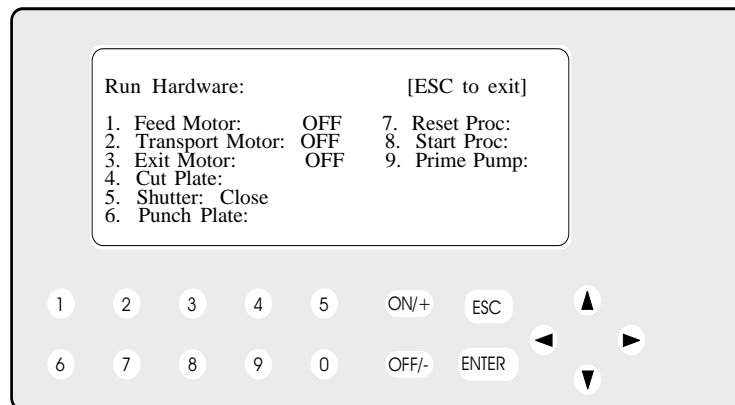 Run Hardware: [ESC to exit]
1. Feed Motor: OFF 7. Reset Proc:
2. Transport Motor: OFF 8. Start Proc:
3. Exit Motor: OFF 9. Prime Pump:
4. Cut Plate:
5. Shutter: Close
6. Punch Plate:
1 2 3 4 5 ON/+ ESC
6 7 8 9 0 OFF/- ENTER